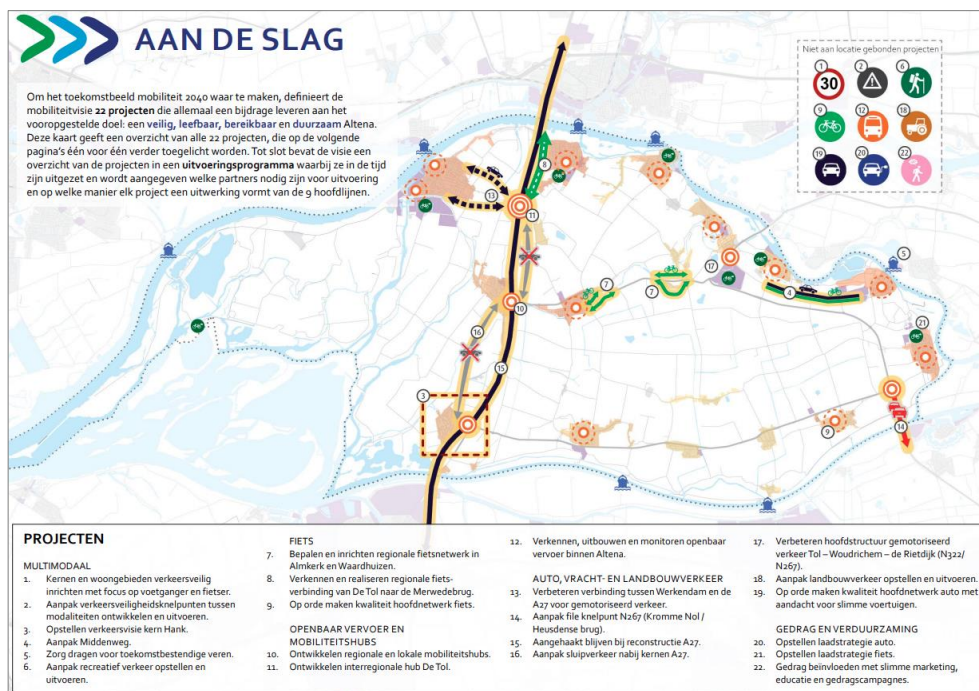 AAN DE SLAG
Om het toekomstbeeld mobiliteit 2040 waar te maken, definieert de
mobiliteitvisie 22 projecten die allemaal een bijdrage leveren aan het
vooropgestelde doel: een veilig, leefbaar, bereikbaar en duurzaam Altena.
Deze kaart geeft een overzicht van alle 22 projecten, die op de volgende
pagina's één voor één verder toegelicht worden. Tot slot bevat de visie een
overzicht van de projecten in een uitvoeringsprogramma waarbij ze in de tijd
zijn uitgezet en wordt aangegeven welke partners nodig zijn voor uitvoering
en op welke manier elk project een uitwerking vormt van de 9 hoofdlijnen.
Niet aan locatie gebonden projecten
1 2 6
30
9 12 18
19 20 22
8
13
11
17
5
7
7
4
10
16
21
15
3
9
14
PROJECTEN
MULTIMODAAL
1. Kernen en woongebieden verkeersveilig
inrichten met focus op voetganger en fietser.
2. Aanpak verkeersveiligheidsknelpunten tussen
modaliteiten ontwikkelen en uitvoeren.
3. Opstellen verkeersvisie kern Hank.
4. Aanpak Middenweg.
5. Zorg dragen voor toekomstbestendige veren.
6. Aanpak recreatief verkeer opstellen en
uitvoeren.
FIETS
7. Bepalen en inrichten regionale fietsnetwerk in
Almkerk en Waardhuizen.
8. Verkennen en realiseren regionale fiets-
verbinding van De Tol naar de Merwedebrug.
9. Op orde maken kwaliteit hoofdnetwerk fiets.
OPENBAAR VERVOER EN
MOBILITEITSHUBS
10. Ontwikkelen regionale en lokale mobiliteitshubs.
11. Ontwikkelen interregionale hub De Tol.
12. Verkennen, uitbouwen en monitoren openbaar
vervoer binnen Altena.
AUTO, VRACHT- EN LANDBOUWVERKEER
13. Verbeteren verbinding tussen Werkendam en de
A27 voor gemotoriseerd verkeer.
14. Aanpak file knelpunt N267 (Kromme Nol /
Heusdense brug).
15. Aangehaakt blijven bij reconstructie A27.
16. Aanpak sluipverkeer nabij kernen A27.
17. Verbeteren hoofdstructuur gemotoriseerd
verkeer Tol – Woudrichem – de Rietdijk (N322/
N267).
18. Aanpak landbouwverkeer opstellen en uitvoeren.
19. Op orde maken kwaliteit hoofdnetwerk auto met
aandacht voor slimme voertuigen.
GEDRAG EN VERDUURZAMING
20. Opstellen laadstrategie auto.
21. Opstellen laadstrategie fiets.
22. Gedrag beïnvloeden met slimme marketing,
educatie en gedragscampagnes.